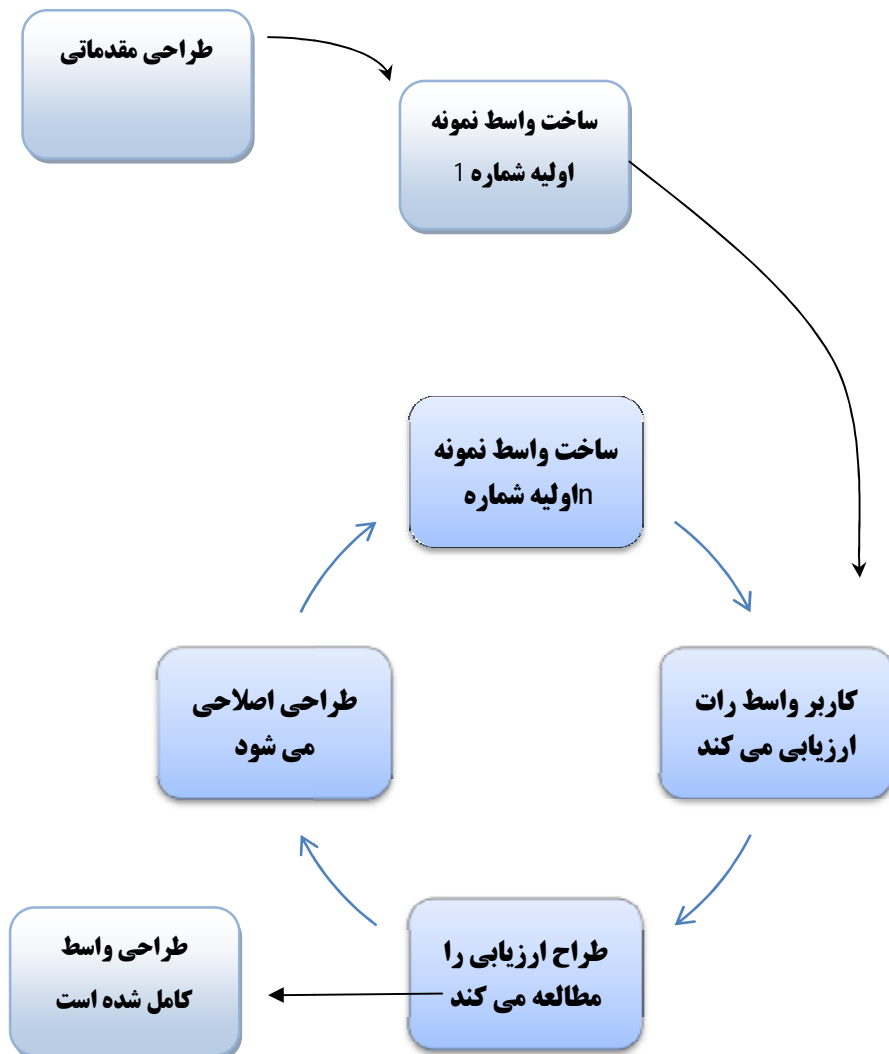 طراحی مقدماتی
ساخت واسط نمونه
اولیه شماره 1
ساخت واسط نمونه
nاولیه شماره
کاربر واسط رات
ارزیابی می کند
طراح ارزیابی را
مطالعه می کند
طراحی اصلاحی
می شود
طراحی واسط
کامل شده است